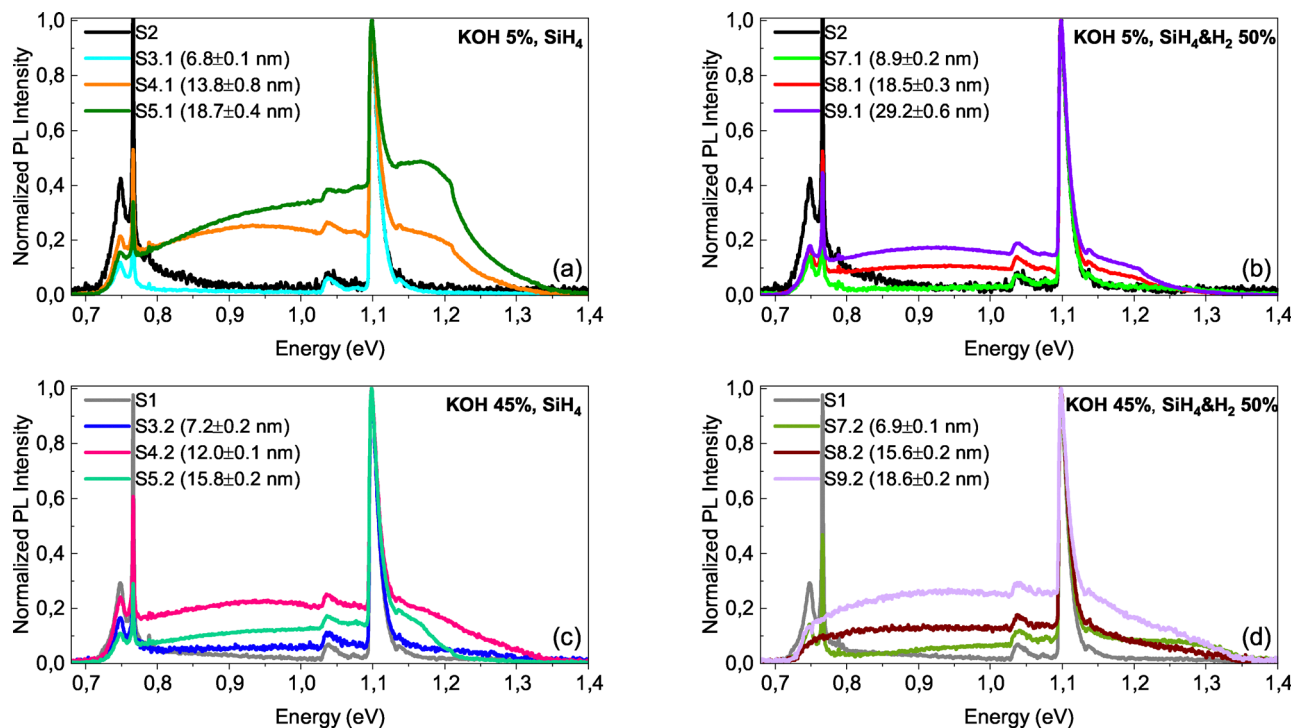 KOH 5%, SiH₄
S2
S3.1 (6.8±0.1 nm)
S4.1 (13.8±0.8 nm)
S5.1 (18.7±0.4 nm)
Normalized PL Intensity
1,0
0,8
0,6
0,4
0,2
0,0
(a)
0,7 0,8 0,9 1,0 1,1 1,2 1,3 1,4
Energy (eV)
KOH 5%, SiH₄&H₂ 50%
S2
S7.1 (8.9±0.2 nm)
S8.1 (18.5±0.3 nm)
S9.1 (29.2±0.6 nm)
Normalized PL Intensity
1,0
0,8
0,6
0,4
0,2
0,0
(b)
0,7 0,8 0,9 1,0 1,1 1,2 1,3 1,4
Energy (eV)
KOH 45%, SiH₄
S1
S3.2 (7.2±0.2 nm)
S4.2 (12.0±0.1 nm)
S5.2 (15.8±0.2 nm)
Normalized PL Intensity
1,0
0,8
0,6
0,4
0,2
0,0
(c)
0,7 0,8 0,9 1,0 1,1 1,2 1,3 1,4
Energy (eV)
KOH 45%, SiH₄&H₂ 50%
S1
S7.2 (6.9±0.1 nm)
S8.2 (15.6±0.2 nm)
S9.2 (18.6±0.2 nm)
Normalized PL Intensity
1,0
0,8
0,6
0,4
0,2
0,0
(d)
0,7 0,8 0,9 1,0 1,1 1,2 1,3 1,4
Energy (eV)